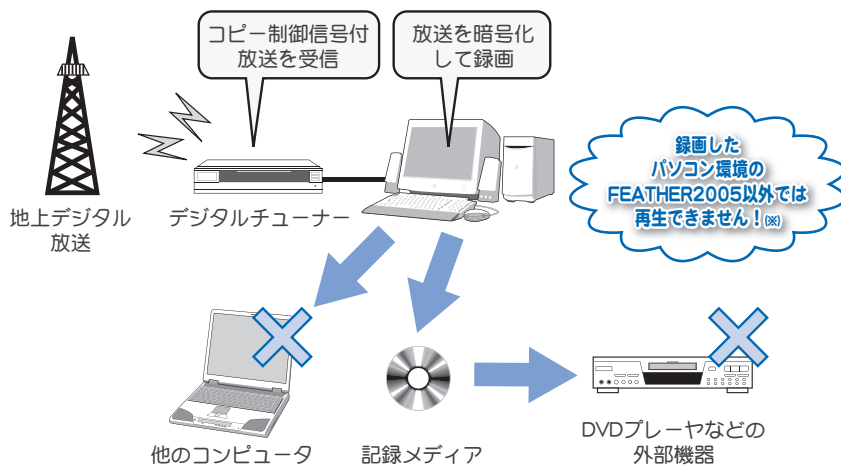 コピー制御信号付
放送を受信
放送を暗号化
して録画
録画した
パソコン環境の
FEATHER2005以外では
再生できません！(※)
地上デジタル
放送
デジタルチューナー
他のコンピュータ
記録メディア
DVDプレーヤなどの
外部機器